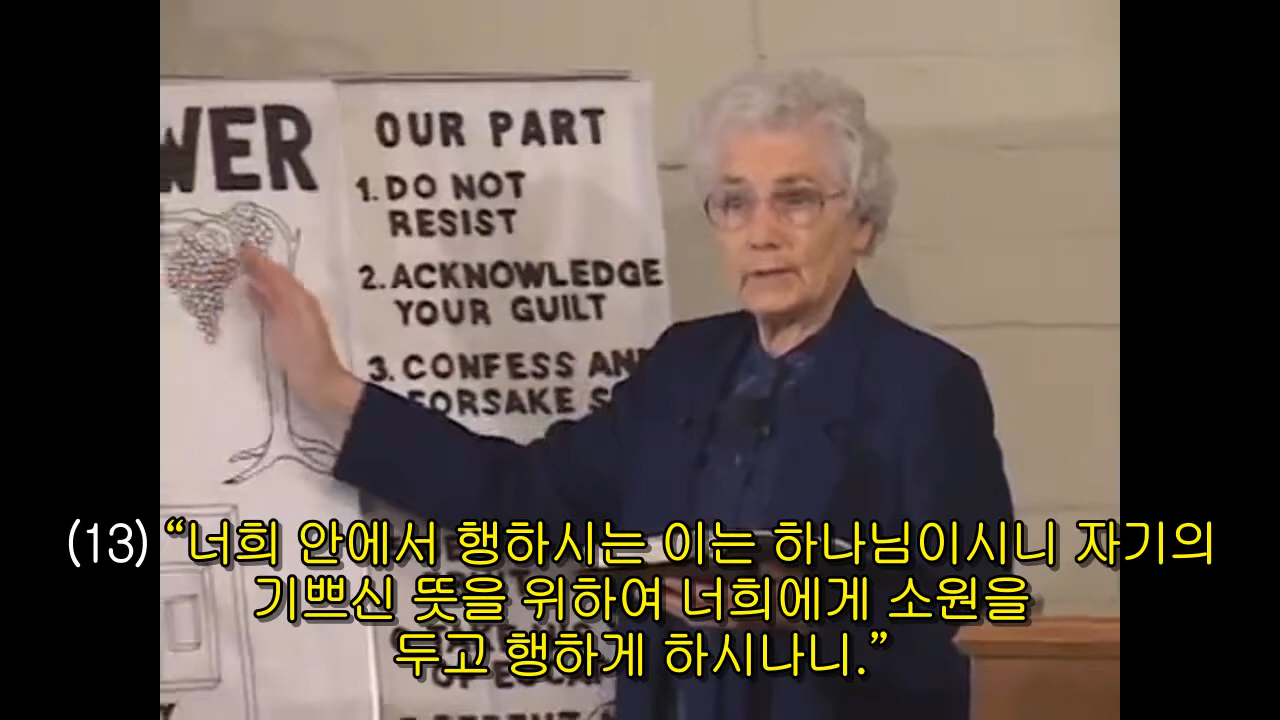 OUR PART
1. DO NOT
RESIST
2. ACKNOWLEDGE
YOUR GUILT
3. CONFESS
FORSAKE
(13) “너희 안에서 행하시는 이는 하나님이시니 자기의
기쁘신 뜻을 위하여 너희에게 소원을
두고 행하게 하시나니.”